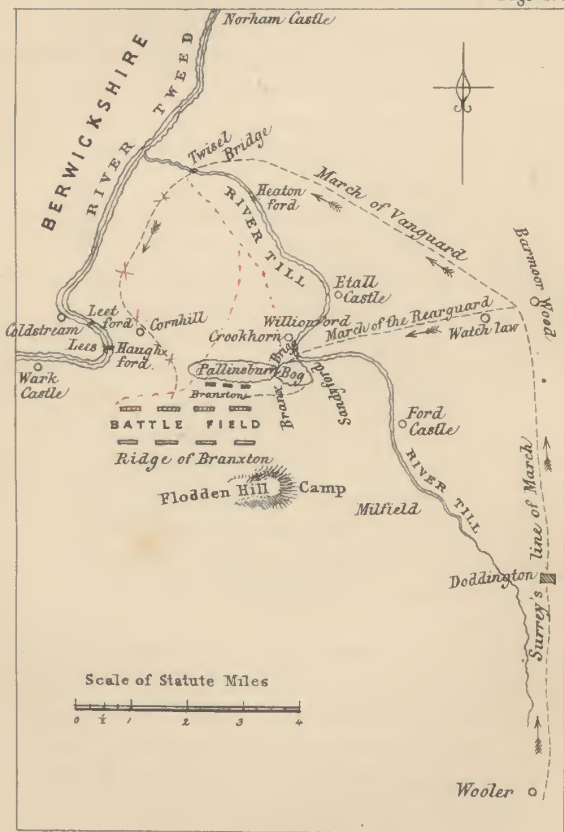 Norham Castle
BERWICKSHIRE
RIVER TWEED
Twisel
Bridge
RIVER TILL
Heaton
ford
March of Vanguard
Barmoor
Wood
Etall
Castle
Willionford
Crookhorn
March of the Rearguard
Watch law
Leet
ford
Coldstream
Cornhill
Lees
Haugh
ford.
Wark
Castle
Pallinsburn Bog
Branx Brig
Sandsford
Branxton
BATTLE FIELD
Ridge of Branxton
Ford
Castle
Flodden Hill Camp
Milfield
RIVER TILL
Surrey's line of March
Doddington
Scale of Statute Miles
0 ½ 1 2 3 4
Wooler